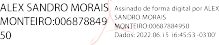 ALEX SANDRO MORAIS
MONTEIRO:006878849
50
Assinado de forma digital por ALEX
SANDRO MORAIS
MONTEIRO:00687884950
Dados: 2022.06.15 16:45:53 -03'00'